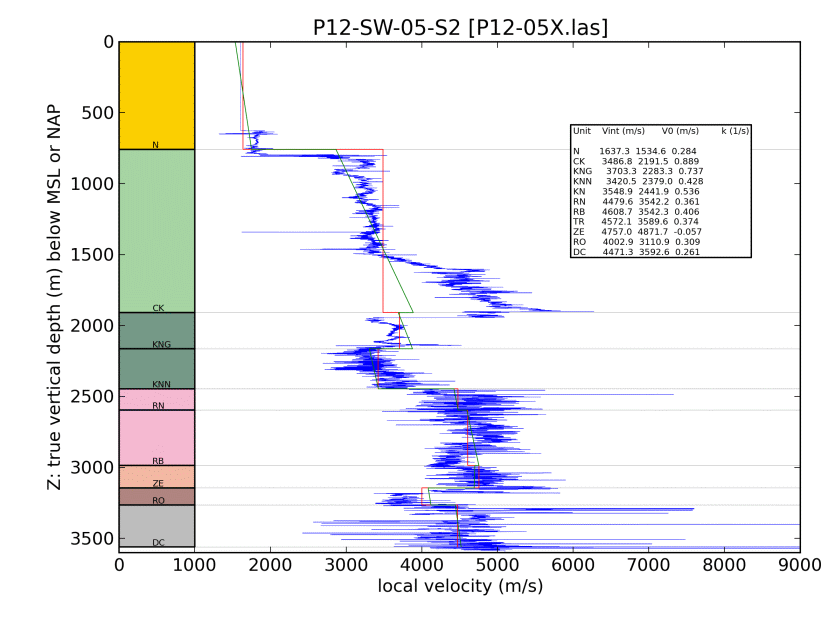 P12-SW-05-S2 [P12-05X.las]
Z: true vertical depth (m) below MSL or NAP
0
500
1000
1500
2000
2500
3000
3500
N
CK
KNG
KNN
RN
RB
ZE
RO
DC
Unit Vint (m/s) V0 (m/s) k (1/s)
N 1637.3 1534.6 0.284
CK 3486.8 2191.5 0.889
KNG 3703.3 2283.3 0.737
KNN 3420.5 2379.0 0.428
KN 3548.9 2441.9 0.536
RN 4479.6 3542.2 0.361
RB 4608.7 3542.3 0.406
TR 4572.1 3589.6 0.374
ZE 4757.0 4871.7 -0.057
RO 4002.9 3110.9 0.309
DC 4471.3 3592.6 0.261
0 1000 2000 3000 4000 5000 6000 7000 8000 9000
local velocity (m/s)